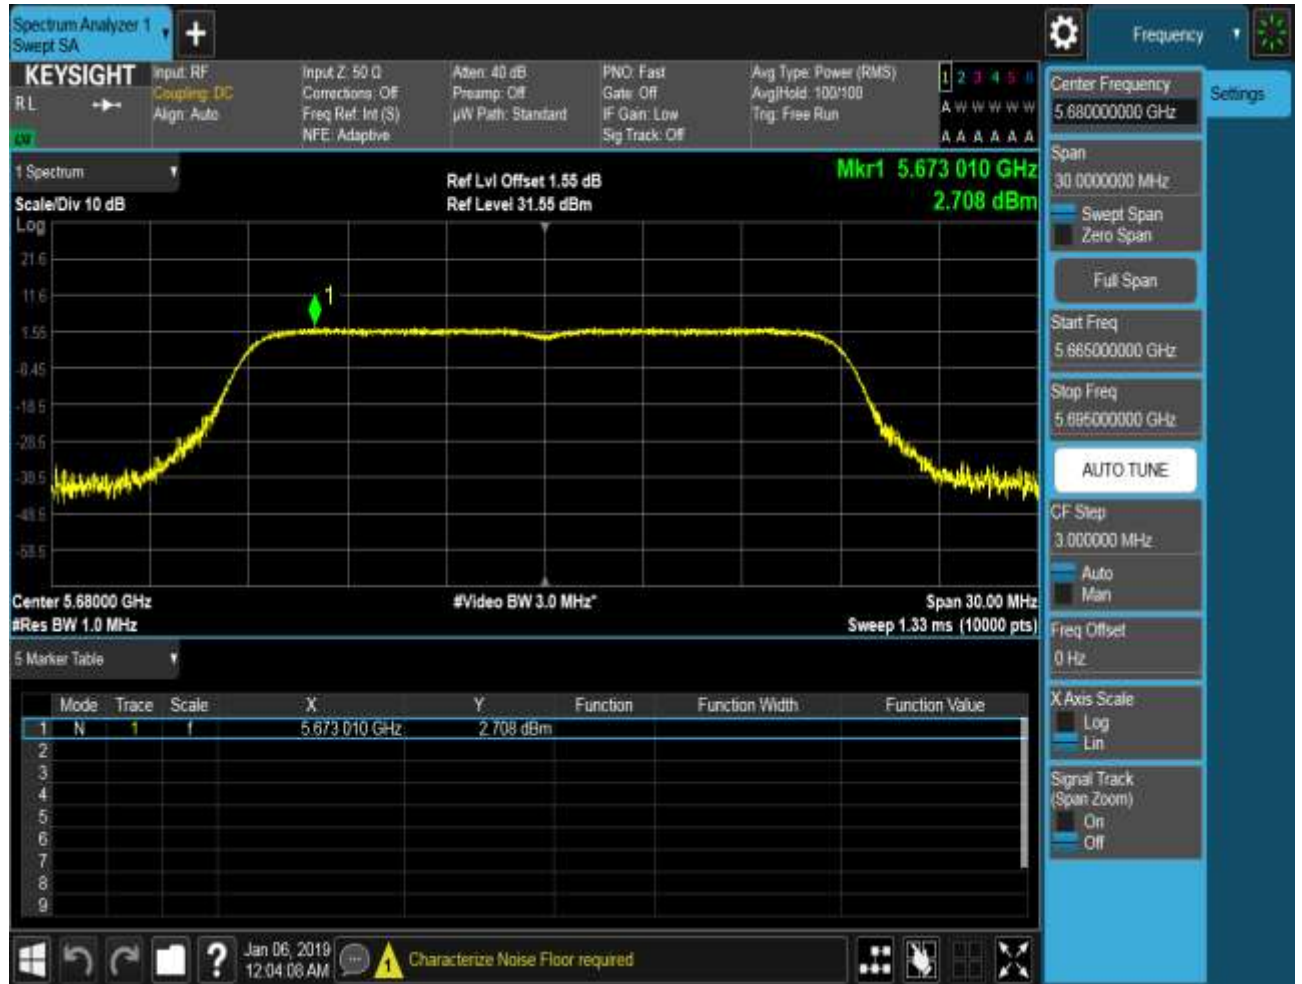 Spectrum Analyzer 1
Swept SA
+
Frequency
KEYSIGHT
RL
Input: RF
Coupling: DC
Align: Auto
Input Z: 50 Ω
Corrections: Off
Freq Ref: Int (S)
NFE: Adaptive
Atten: 40 dB
Preamp: Off
µW Path: Standard
PNO: Fast
Gate: Off
IF Gain: Low
Sig Track: Off
Avg Type: Power (RMS)
Avg|Hold: 100/100
Trig: Free Run
1 2 3 4 5 6
A W W W W W
A A A A A A
1 Spectrum
Scale/Div 10 dB
Log
Ref Lvl Offset 1.55 dB
Ref Level 31.55 dBm
Mkr1 5.673 010 GHz
2.708 dBm
21.6
11.6
1.55
-8.45
-18.5
-28.5
-38.5
-48.5
-58.5
1
Center 5.68000 GHz
#Res BW 1.0 MHz
#Video BW 3.0 MHz*
Span 30.00 MHz
Sweep 1.33 ms (10000 pts)
5 Marker Table
Mode Trace Scale X Y Function Function Width Function Value
1 N 1 f 5.673 010 GHz 2.708 dBm
2
3
4
5
6
7
8
9
Jan 06, 2019
12:04:08 AM
1
Characterize Noise Floor required
Settings
Center Frequency
5.680000000 GHz
Span
30.0000000 MHz
Swept Span
Zero Span
Full Span
Start Freq
5.665000000 GHz
Stop Freq
5.695000000 GHz
AUTO TUNE
CF Step
3.000000 MHz
Auto
Man
Freq Offset
0 Hz
X Axis Scale
Log
Lin
Signal Track
(Span Zoom)
On
Off